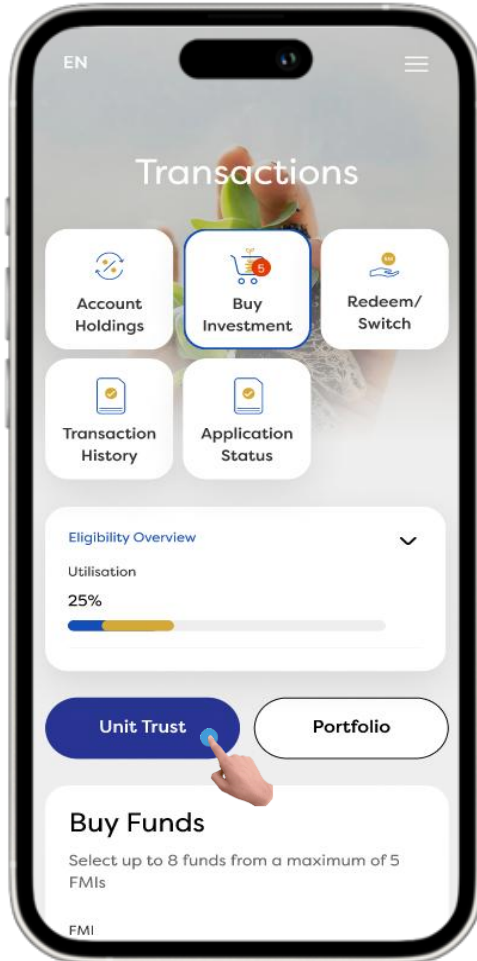 EN
Transactions
5
Account
Holdings
Buy
Investment
RM
Redeem/
Switch
Transaction
History
Application
Status
Eligibility Overview
Utilisation
25%
Unit Trust
Portfolio
Buy Funds
Select up to 8 funds from a maximum of 5
FMIs
FMI